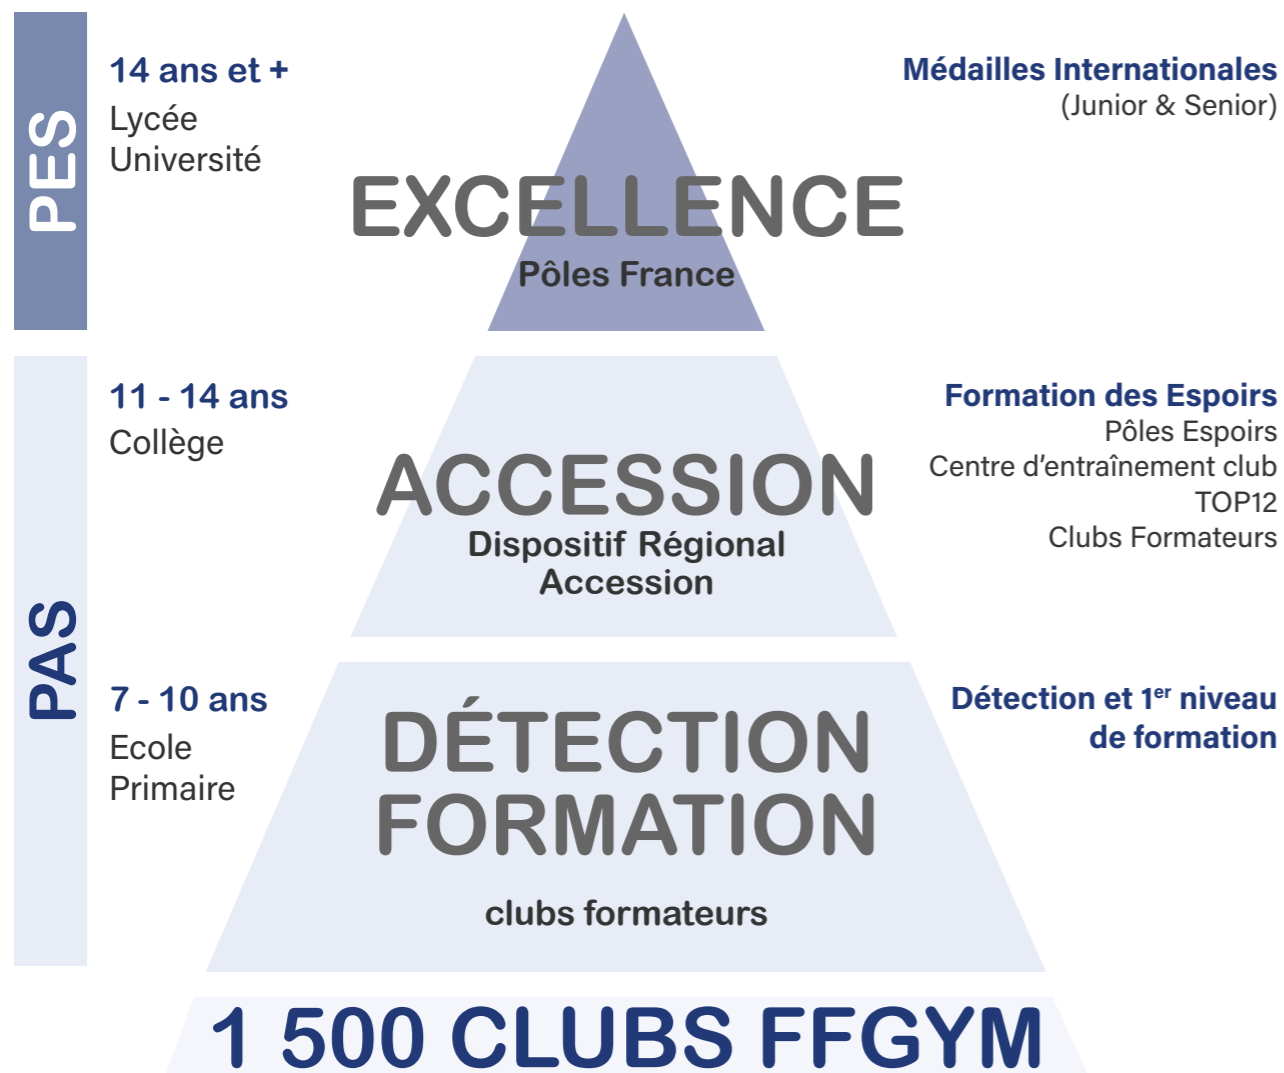 PES
14 ans et +
Lycée
Université
EXCELLENCE
Pôles France
Médailles Internationales
(Junior & Senior)
PAS
11 - 14 ans
Collège
ACCESSION
Dispositif Régional
Accession
Formation des Espoirs
Pôles Espoirs
Centre d’entraînement club
TOP12
Clubs Formateurs
7 - 10 ans
Ecole
Primaire
DÉTECTION
FORMATION
clubs formateurs
Détection et 1er niveau
de formation
1 500 CLUBS FFGYM